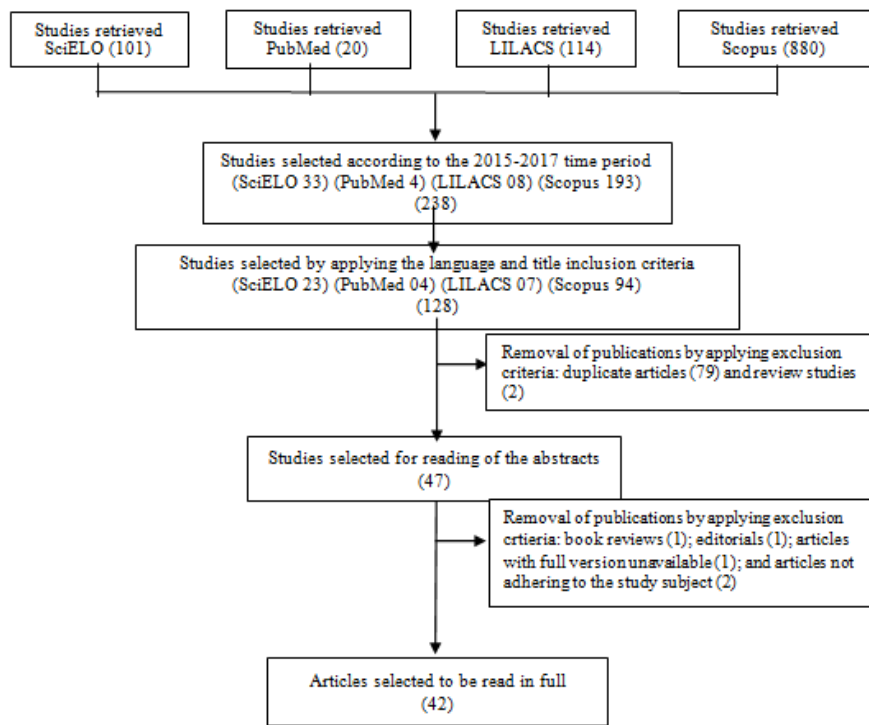 Studies retrieved
SciELO (101)
Studies retrieved
PubMed (20)
Studies retrieved
LILACS (114)
Studies retrieved
Scopus (880)
Studies selected according to the 2015-2017 time period
(SciELO 33) (PubMed 4) (LILACS 08) (Scopus 193)
(238)
Studies selected by applying the language and title inclusion criteria
(SciELO 23) (PubMed 04) (LILACS 07) (Scopus 94)
(128)
Removal of publications by applying exclusion
criteria: duplicate articles (79) and review studies
(2)
Studies selected for reading of the abstracts
(47)
Removal of publications by applying exclusion
crtieria: book reviews (1); editorials (1); articles
with full version unavailable (1); and articles not
adhering to the study subject (2)
Articles selected to be read in full
(42)